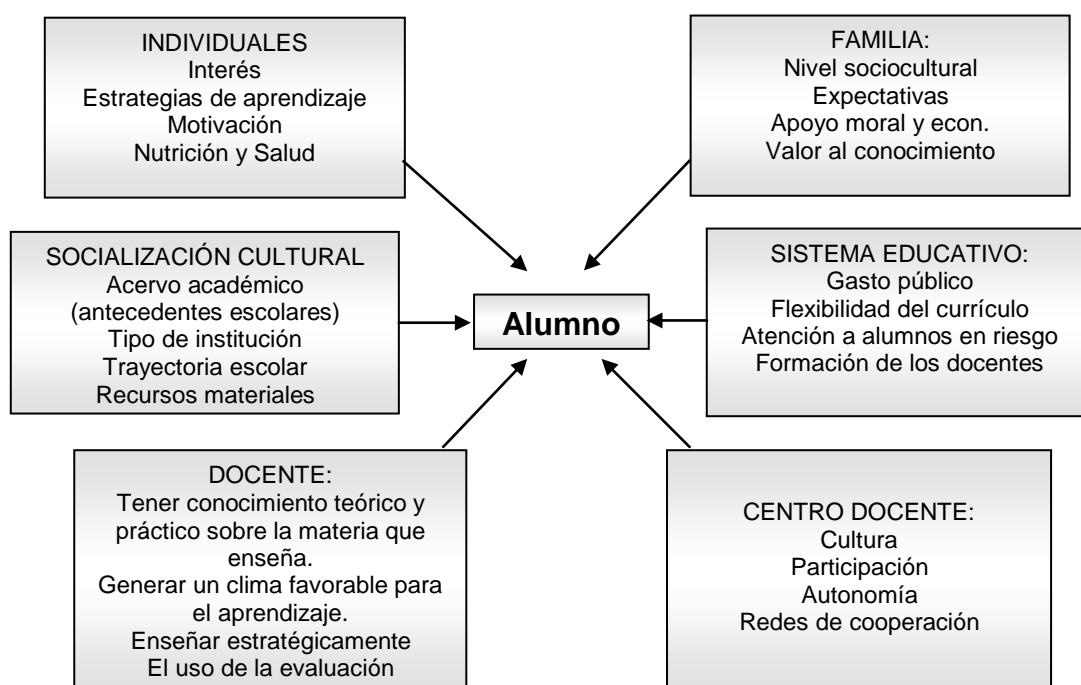 INDIVIDUALES
Interés
Estrategias de aprendizaje
Motivación
Nutrición y Salud
FAMILIA:
Nivel sociocultural
Expectativas
Apoyo moral y econ.
Valor al conocimiento
SOCIALIZACIÓN CULTURAL
Acervo académico
(antecedentes escolares)
Tipo de institución
Trayectoria escolar
Recursos materiales
Alumno
SISTEMA EDUCATIVO:
Gasto público
Flexibilidad del currículo
Atención a alumnos en riesgo
Formación de los docentes
DOCENTE:
Tener conocimiento teórico y
práctico sobre la materia que
enseña.
Generar un clima favorable para
el aprendizaje.
Enseñar estratégicamente
El uso de la evaluación
CENTRO DOCENTE:
Cultura
Participación
Autonomía
Redes de cooperación